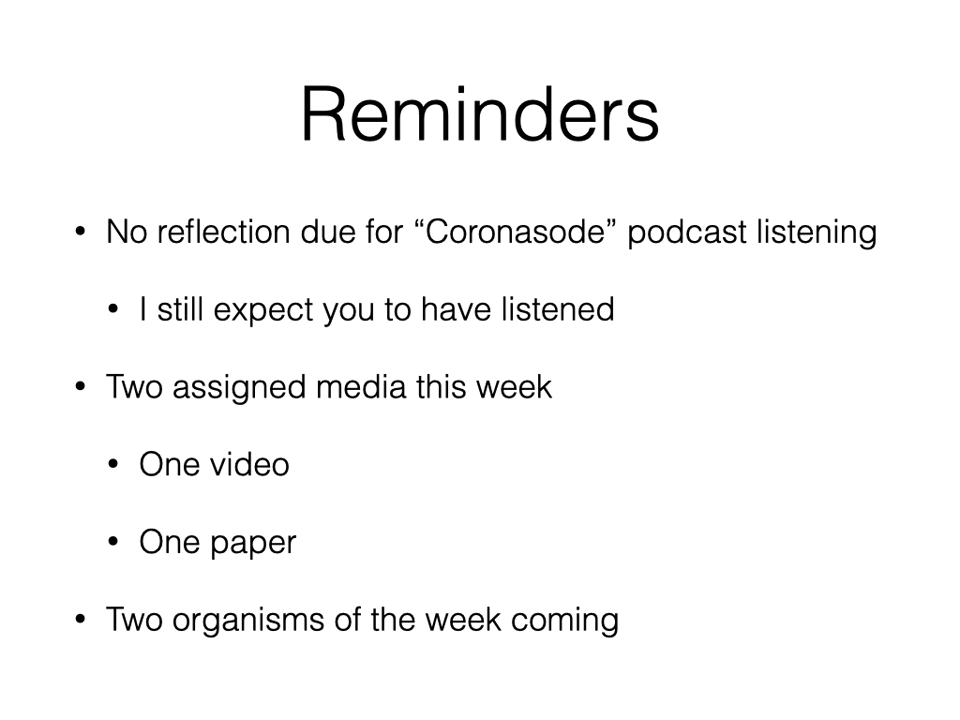 Reminders
• No reflection due for “Coronasode” podcast listening
• I still expect you to have listened
• Two assigned media this week
• One video
• One paper
• Two organisms of the week coming